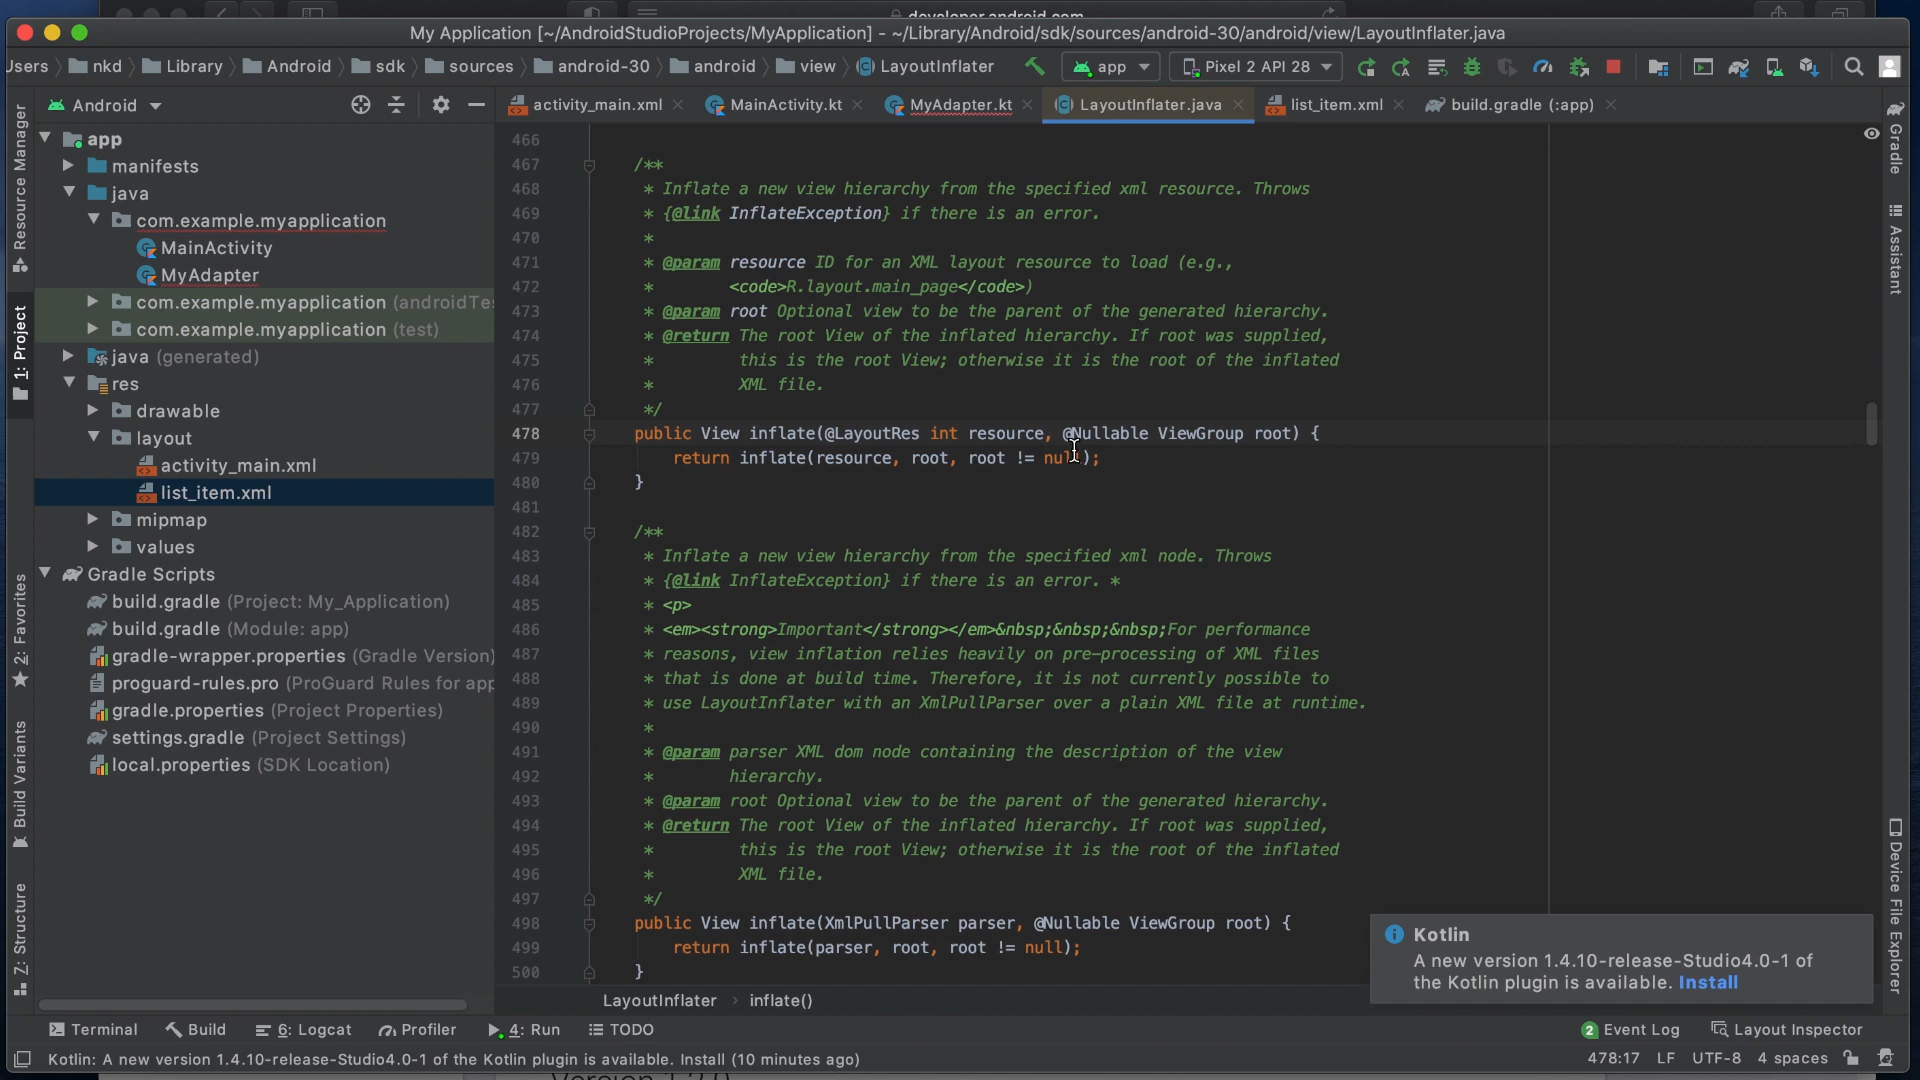 developer.android.com
My Application [~/AndroidStudioProjects/MyApplication] - ~/Library/Android/sdk/sources/android-30/android/view/LayoutInflater.java
Jsers nkd Library Android sdk sources android-30 android view LayoutInflater app Pixel 2 API 28
Android
activity_main.xml MainActivity.kt MyAdapter.kt LayoutInflater.java list_item.xml build.gradle (:app)
Resource Manager
1: Project
2: Favorites
Build Variants
Z: Structure
app
manifests
java
com.example.myapplication
MainActivity
MyAdapter
com.example.myapplication (androidTes
com.example.myapplication (test)
java (generated)
res
drawable
layout
activity_main.xml
list_item.xml
mipmap
values
Gradle Scripts
build.gradle (Project: My_Application)
build.gradle (Module: app)
gradle-wrapper.properties (Gradle Version)
proguard-rules.pro (ProGuard Rules for app
gradle.properties (Project Properties)
settings.gradle (Project Settings)
local.properties (SDK Location)
466
467 /**
468 * Inflate a new view hierarchy from the specified xml resource. Throws
469 * {@link InflateException} if there is an error.
470 *
471 * @param resource ID for an XML layout resource to load (e.g.,
472 * <code>R.layout.main_page</code>)
473 * @param root Optional view to be the parent of the generated hierarchy.
474 * @return The root View of the inflated hierarchy. If root was supplied,
475 * this is the root View; otherwise it is the root of the inflated
476 * XML file.
477 */
478 public View inflate(@LayoutRes int resource, @Nullable ViewGroup root) {
479 return inflate(resource, root, root != null);
480 }
481
482 /**
483 * Inflate a new view hierarchy from the specified xml node. Throws
484 * {@link InflateException} if there is an error. *
485 * <p>
486 * <em><strong>Important</strong></em>&nbsp;&nbsp;&nbsp;For performance
487 * reasons, view inflation relies heavily on pre-processing of XML files
488 * that is done at build time. Therefore, it is not currently possible to
489 * use LayoutInflater with an XmlPullParser over a plain XML file at runtime.
490 *
491 * @param parser XML dom node containing the description of the view
492 * hierarchy.
493 * @param root Optional view to be the parent of the generated hierarchy.
494 * @return The root View of the inflated hierarchy. If root was supplied,
495 * this is the root View; otherwise it is the root of the inflated
496 * XML file.
497 */
498 public View inflate(XmlPullParser parser, @Nullable ViewGroup root) {
499 return inflate(parser, root, root != null);
500 }
Gradle
Assistant
Device File Explorer
Kotlin
A new version 1.4.10-release-Studio4.0-1 of
the Kotlin plugin is available. Install
LayoutInflater › inflate()
Terminal Build 6: Logcat Profiler 4: Run TODO 2 Event Log Layout Inspector
Kotlin: A new version 1.4.10-release-Studio4.0-1 of the Kotlin plugin is available. Install (10 minutes ago) 478:17 LF UTF-8 4 spaces